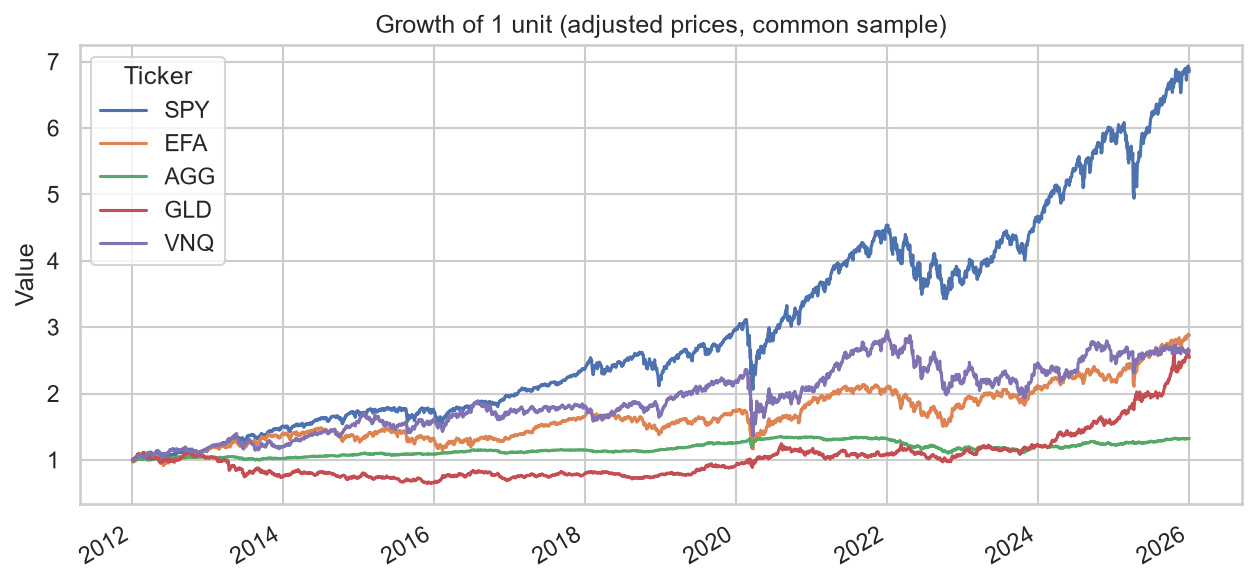 Growth of 1 unit (adjusted prices, common sample)
Ticker
SPY
EFA
AGG
GLD
VNQ
Value
7
6
5
4
3
2
1
2012 2014 2016 2018 2020 2022 2024 2026